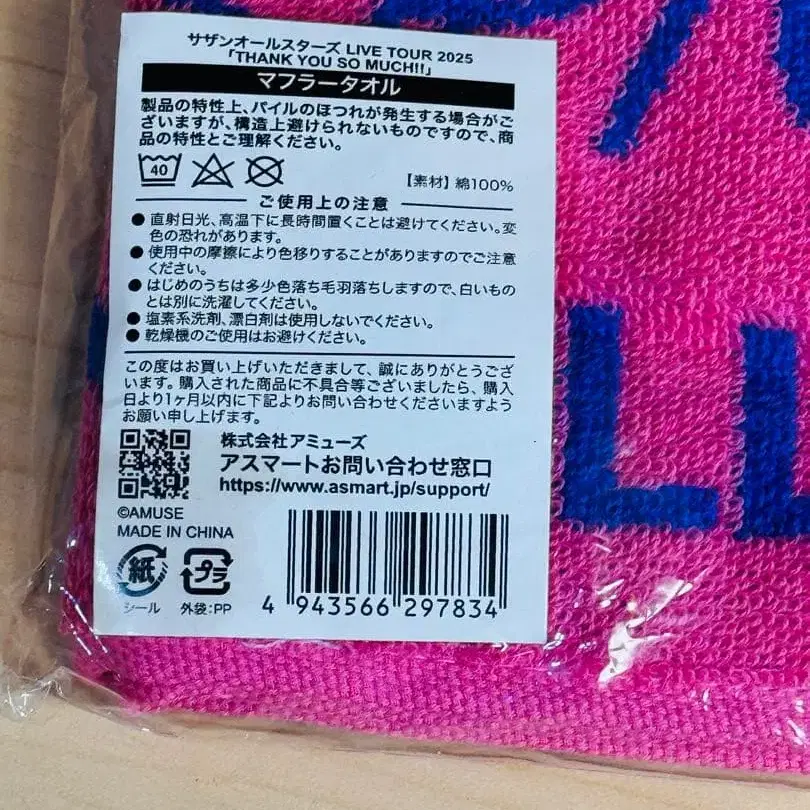 サザンオールスターズ LIVE TOUR 2025
「THANK YOU SO MUCH!!」
マフラータオル
製品の特性上、パイルのほつれが発生する場合がご
ざいますが、構造上避けられないものですので、商
品の特性とご理解ください。
40
【素材】綿100%
ご使用上の注意
●直射日光、高温下に長時間置くことは避けてください。変
色の恐れがあります。
●使用中の摩擦により色移りすることがありますのでご注意
ください。
●はじめのうちは多少色落ち毛羽落ちしますので、白いもの
とは別に洗濯してください。
●塩素系洗剤、漂白剤は使用しないでください。
●乾燥機のご使用はお避けください。
この度はお買い上げいただきまして、誠にありがとうござ
います。購入された商品に不具合等ございましたら、購入
日より1ヶ月以内に下記よりお問い合わせくださいますよう
お願い申し上げます。
株式会社アミューズ
アスマートお問い合わせ窓口
https://www.asmart.jp/support/
©AMUSE
MADE IN CHINA
紙
プラ
シール
外袋:PP
4 943566 297834
L